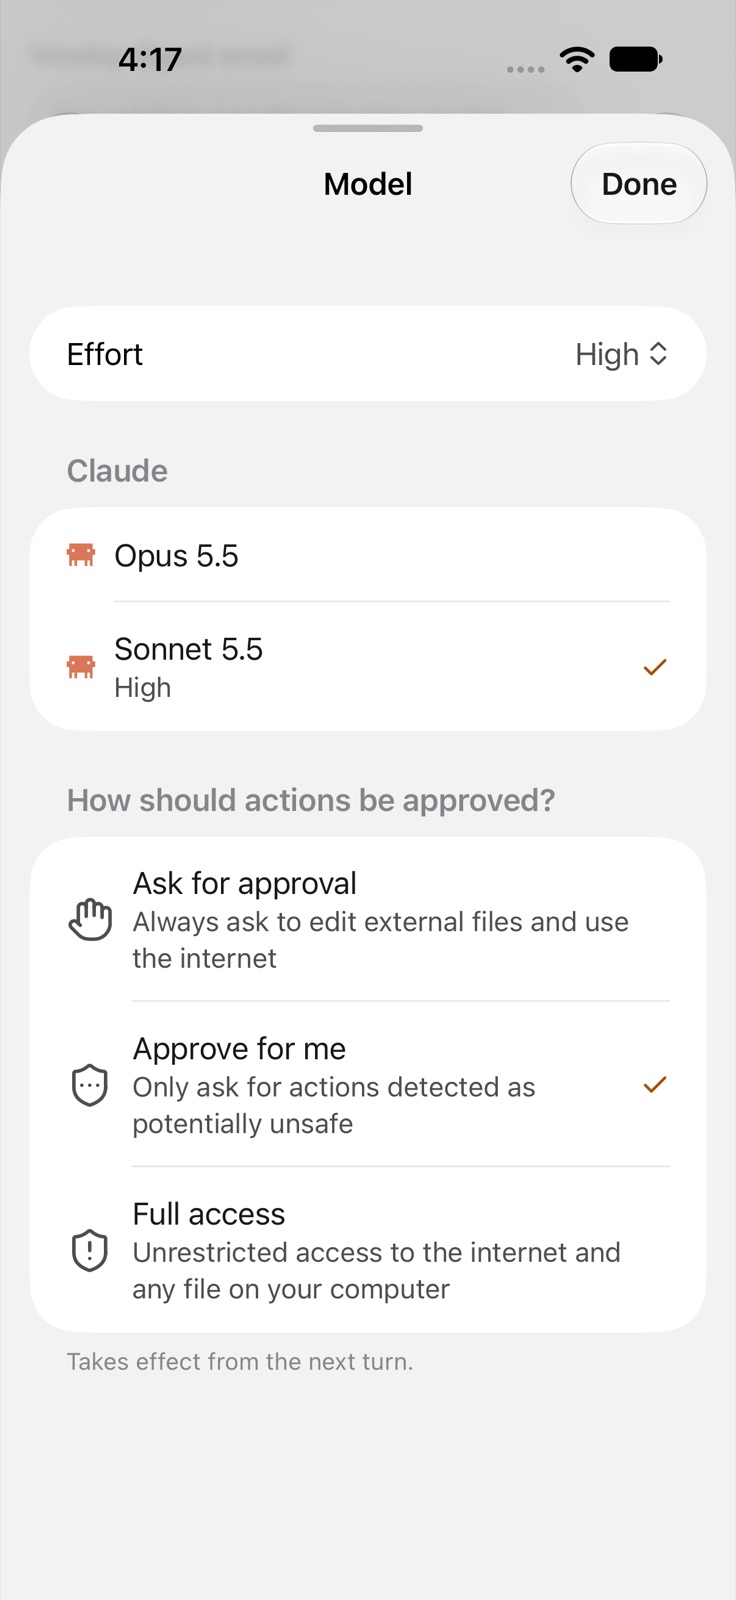 4:17
Model
Done
Effort
High
Claude
Opus 5.5
Sonnet 5.5
High
How should actions be approved?
Ask for approval
Always ask to edit external files and use
the internet
Approve for me
Only ask for actions detected as
potentially unsafe
Full access
Unrestricted access to the internet and
any file on your computer
Takes effect from the next turn.